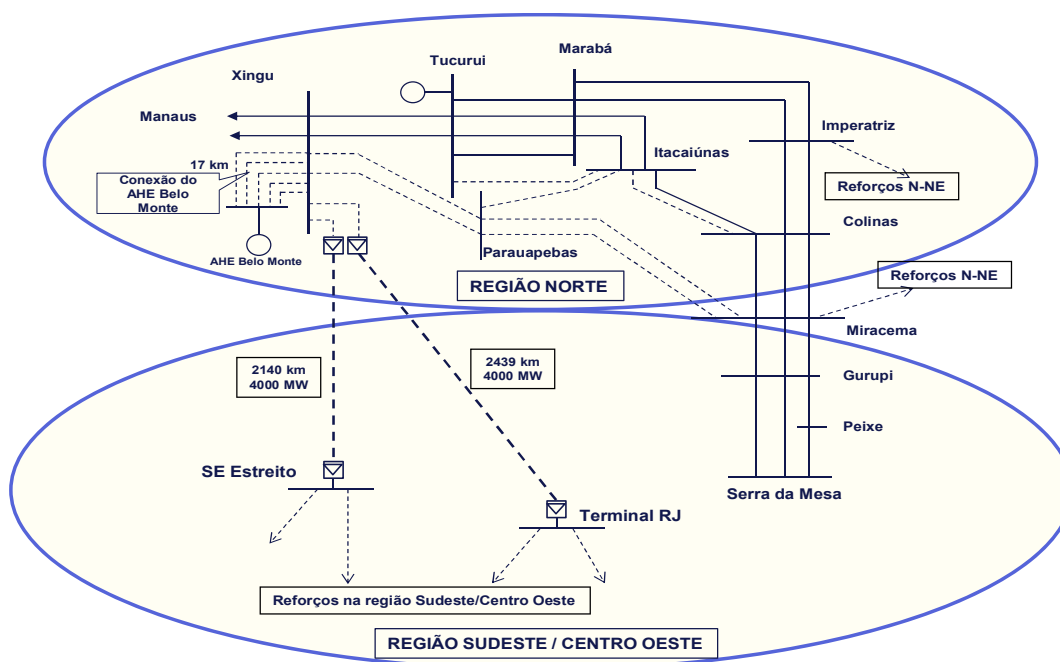 Marabá
Tucurui
Xingu
Manaus
Imperatriz
Itacaiúnas
17 km
Conexão do
AHE Belo
Monte
Reforços N-NE
Colinas
Parauapebas
AHE Belo Monte
REGIÃO NORTE
Reforços N-NE
Miracema
2140 km
4000 MW
2439 km
4000 MW
Gurupi
Peixe
SE Estreito
Serra da Mesa
Terminal RJ
Reforços na região Sudeste/Centro Oeste
REGIÃO SUDESTE / CENTRO OESTE